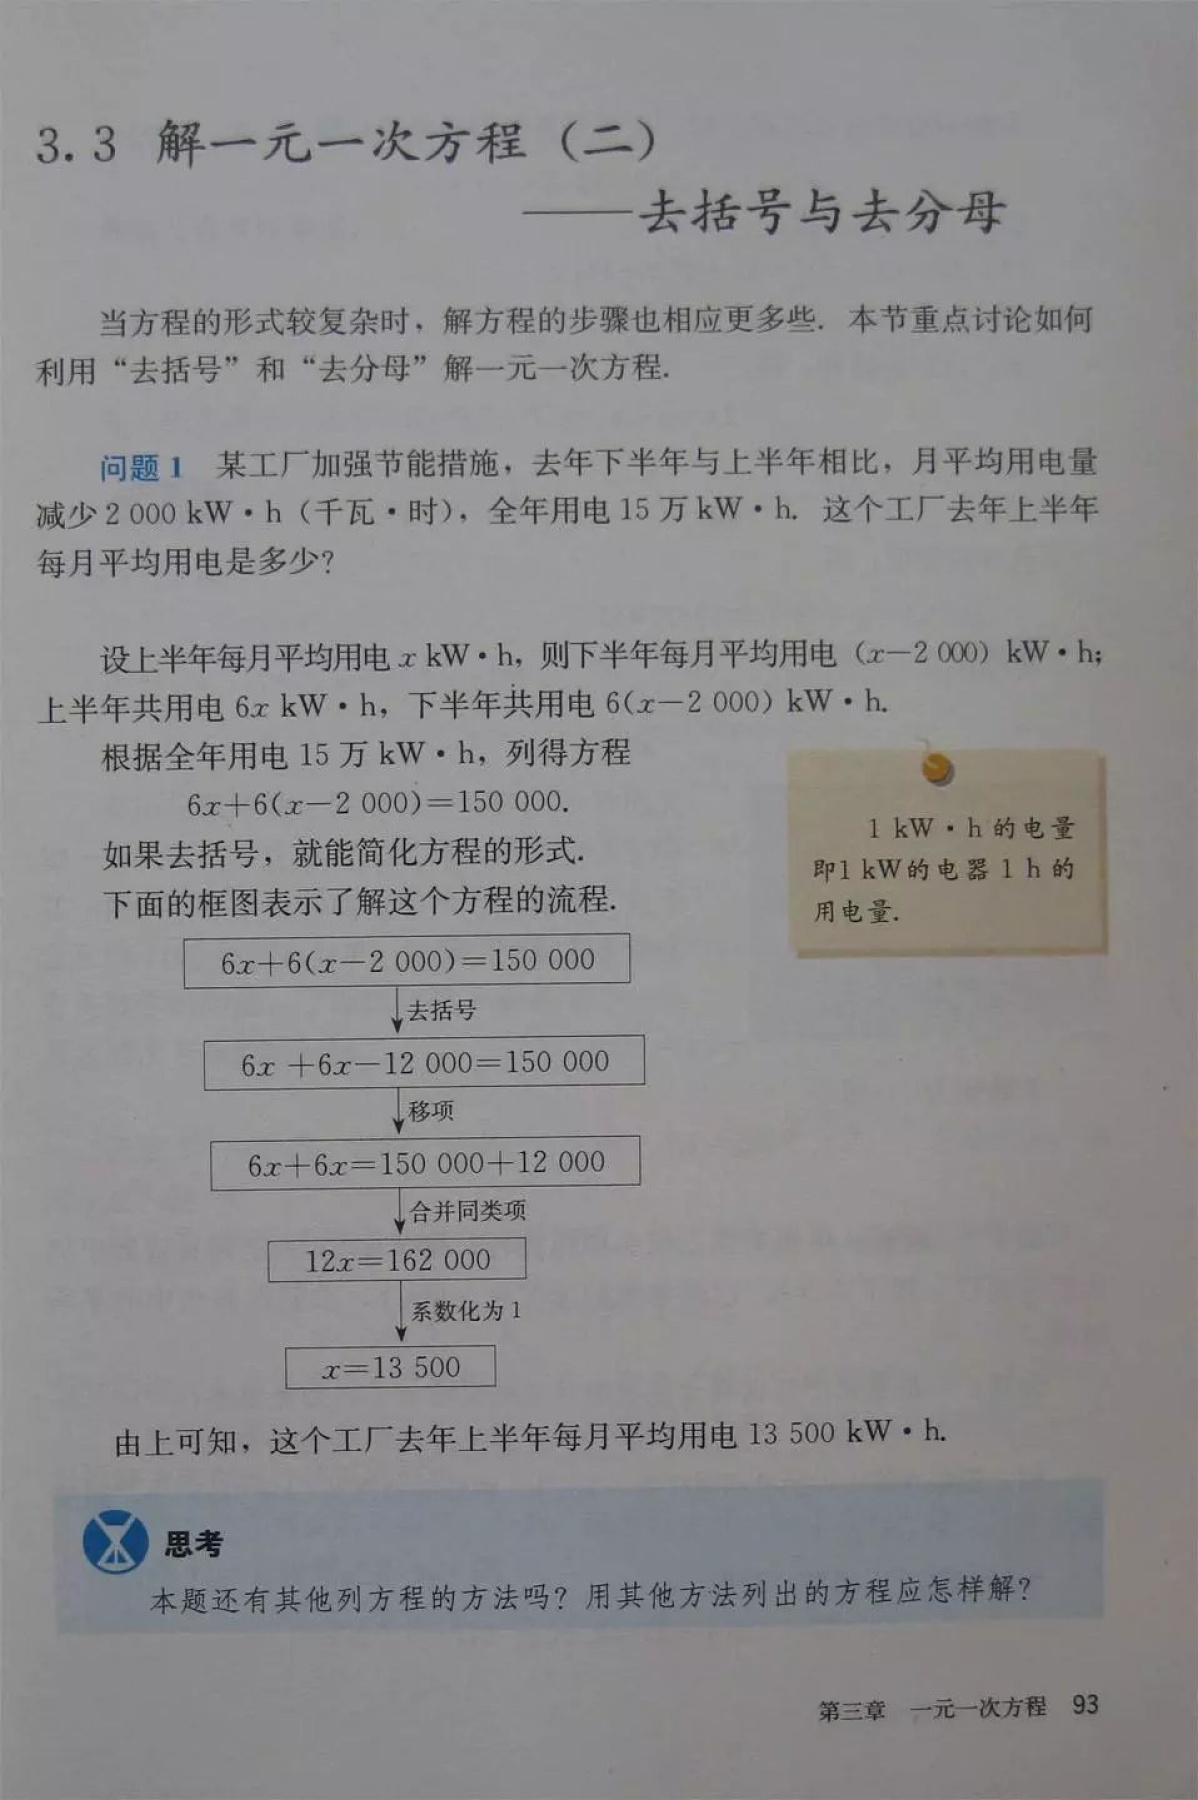 3.3 解一元一次方程（二）
——去括号与去分母
当方程的形式较复杂时，解方程的步骤也相应更多些. 本节重点讨论如何
利用“去括号”和“去分母”解一元一次方程.
问题1 某工厂加强节能措施，去年下半年与上半年相比，月平均用电量
减少 2 000 kW·h（千瓦·时），全年用电 15 万 kW·h. 这个工厂去年上半年
每月平均用电是多少？
设上半年每月平均用电 x kW·h，则下半年每月平均用电（x－2 000）kW·h；
上半年共用电 6x kW·h，下半年共用电 6(x－2 000) kW·h.
根据全年用电 15 万 kW·h，列得方程
6x＋6(x－2 000)＝150 000.
如果去括号，就能简化方程的形式.
下面的框图表示了解这个方程的流程.
1 kW·h 的电量
即1 kW的电器 1 h 的
用电量.
6x＋6(x－2 000)＝150 000
去括号
6x＋6x－12 000＝150 000
移项
6x＋6x＝150 000＋12 000
合并同类项
12x＝162 000
系数化为 1
x＝13 500
由上可知，这个工厂去年上半年每月平均用电 13 500 kW·h.
思考
本题还有其他列方程的方法吗？用其他方法列出的方程应怎样解？
第三章 一元一次方程 93